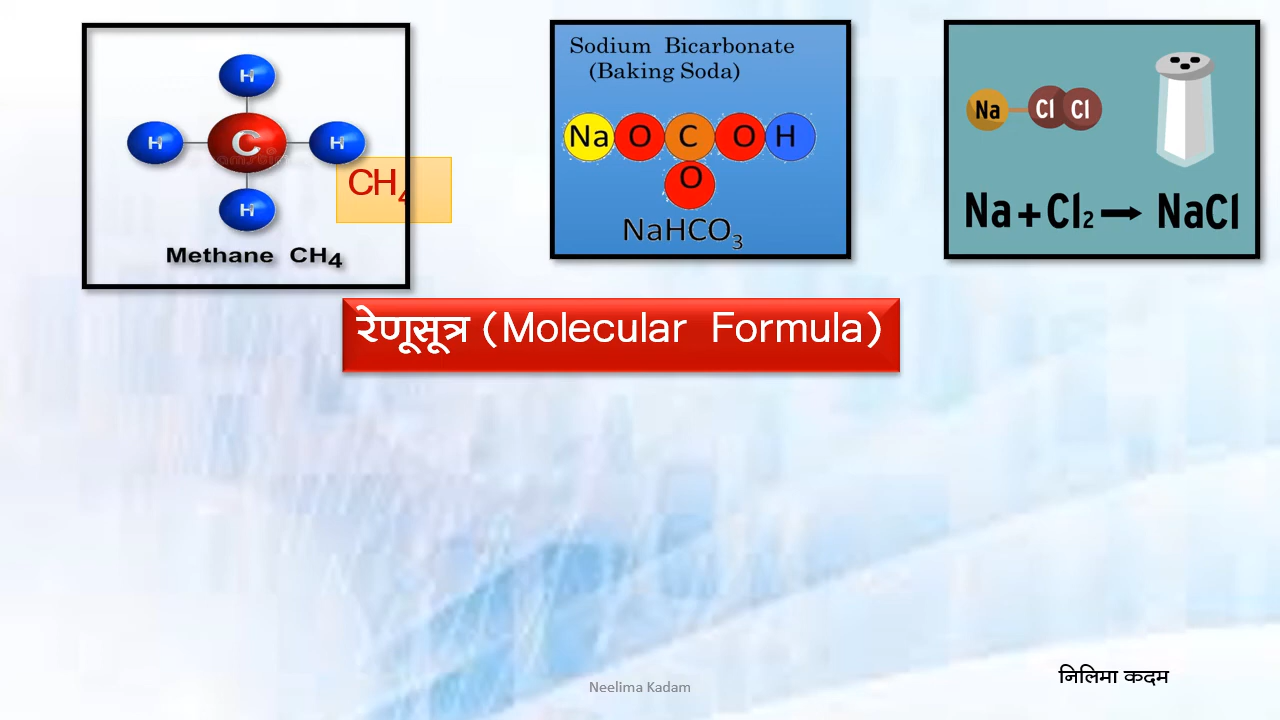 H
H C H
H
CH₄
Methane CH4
Sodium Bicarbonate
(Baking Soda)
Na O C O H
O
NaHCO₃
Na Cl Cl
Na + Cl₂ → NaCl
रेणूसूत्र (Molecular Formula)
निलिमा कदम
Neelima Kadam